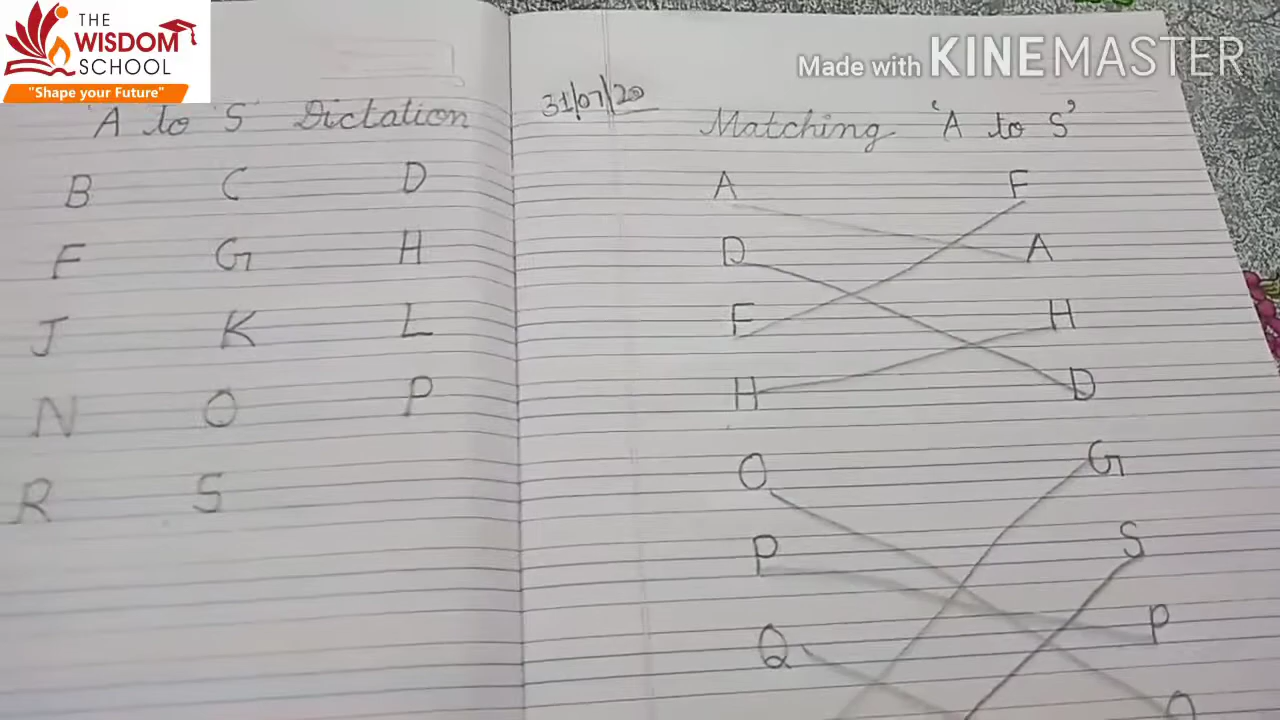 THE
WISDOM
SCHOOL
"Shape your Future"
Made with KINEMASTER
'A to S' Dictation
B C D
F G H
J K L
N O P
R S
31/07/20
Matching 'A to S'
A F
D A
F H
H D
O G
P S
Q P